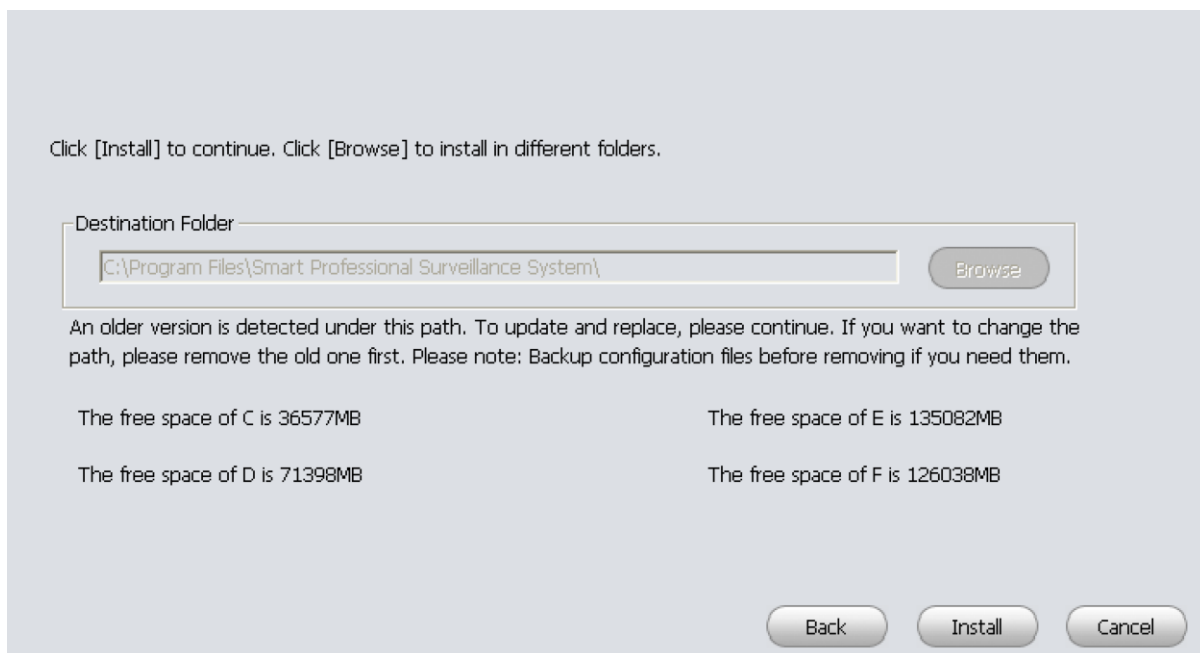 Click [Install] to continue. Click [Browse] to install in different folders.
Destination Folder
C:\Program Files\Smart Professional Surveillance System\
Browse
An older version is detected under this path. To update and replace, please continue. If you want to change the
path, please remove the old one first. Please note: Backup configuration files before removing if you need them.
The free space of C is 36577MB
The free space of E is 135082MB
The free space of D is 71398MB
The free space of F is 126038MB
Back
Install
Cancel